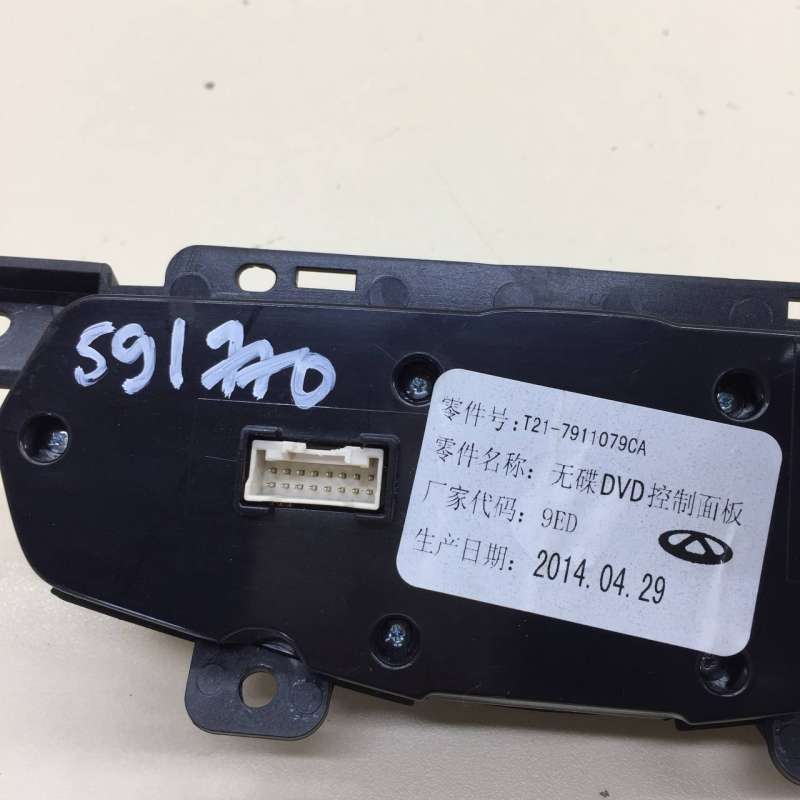 591770
零件号:T21-7911079CA
零件名称: 无碟DVD控制面板
厂家代码: 9ED
生产日期: 2014.04.29